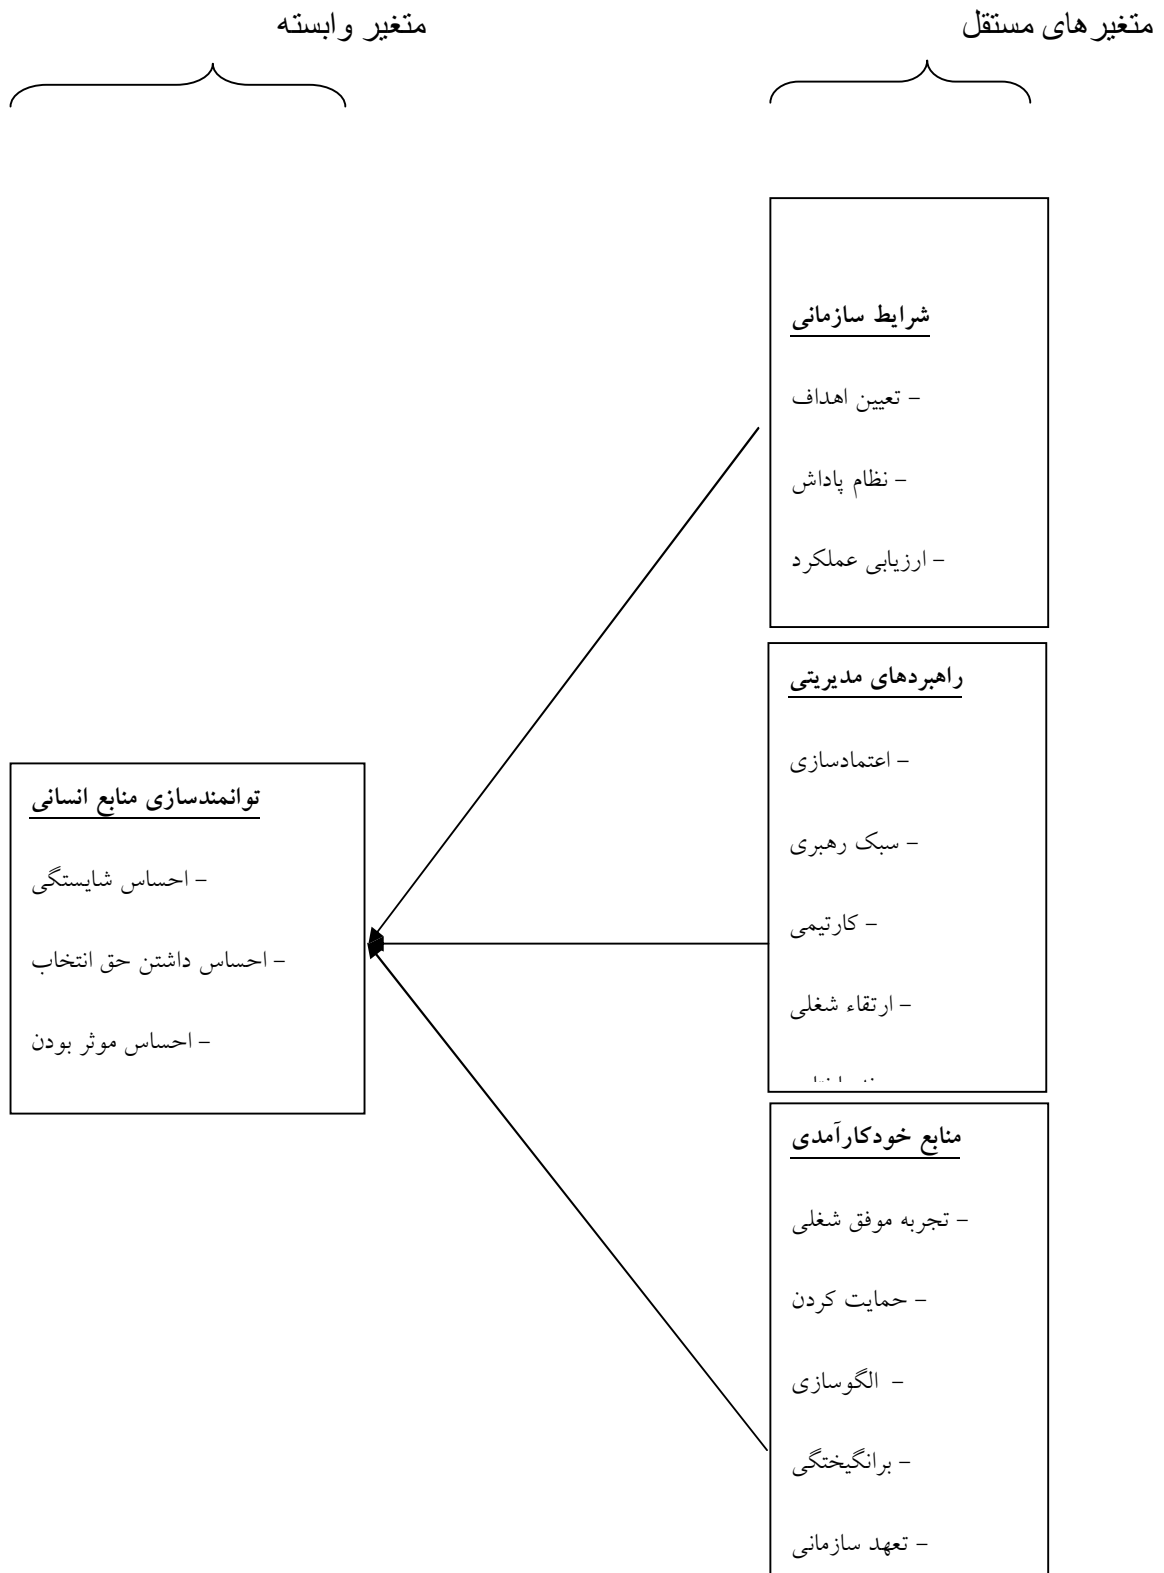 متغیرهای مستقل
متغیر وابسته
شرایط سازمانی
- تعیین اهداف
- نظام پاداش
- ارزیابی عملکرد
راهبردهای مدیریتی
- اعتمادسازی
- سبک رهبری
- کارتیمی
- ارتقاء شغلی
منابع خودکارآمدی
- تجربه موفق شغلی
- حمایت کردن
- الگوسازی
- برانگیختگی
- تعهد سازمانی
توانمندسازی منابع انسانی
- احساس شایستگی
- احساس داشتن حق انتخاب
- احساس موثر بودن